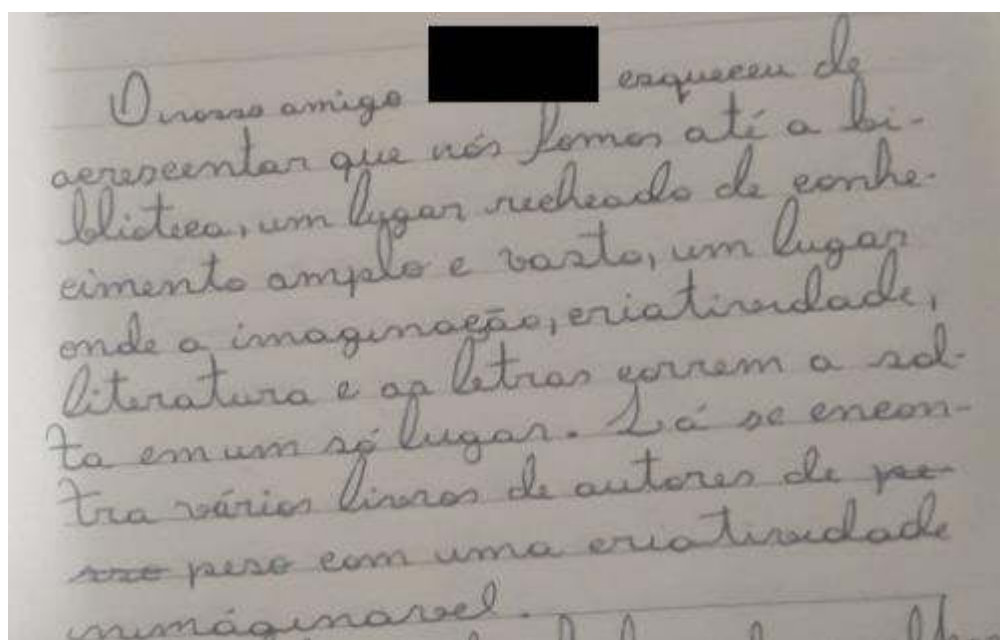 O nosso amigo esqueceu de
acrescentar que nós fomos até a bi-
blioteca, um lugar recheado de conhe-
cimento amplo e vasto, um lugar
onde a imaginação, criatividade,
literatura e as letras correm a sol-
ta em um só lugar. Lá se encon-
tra vários livros de autores de pe-
peso com uma criatividade
inimáginavel.